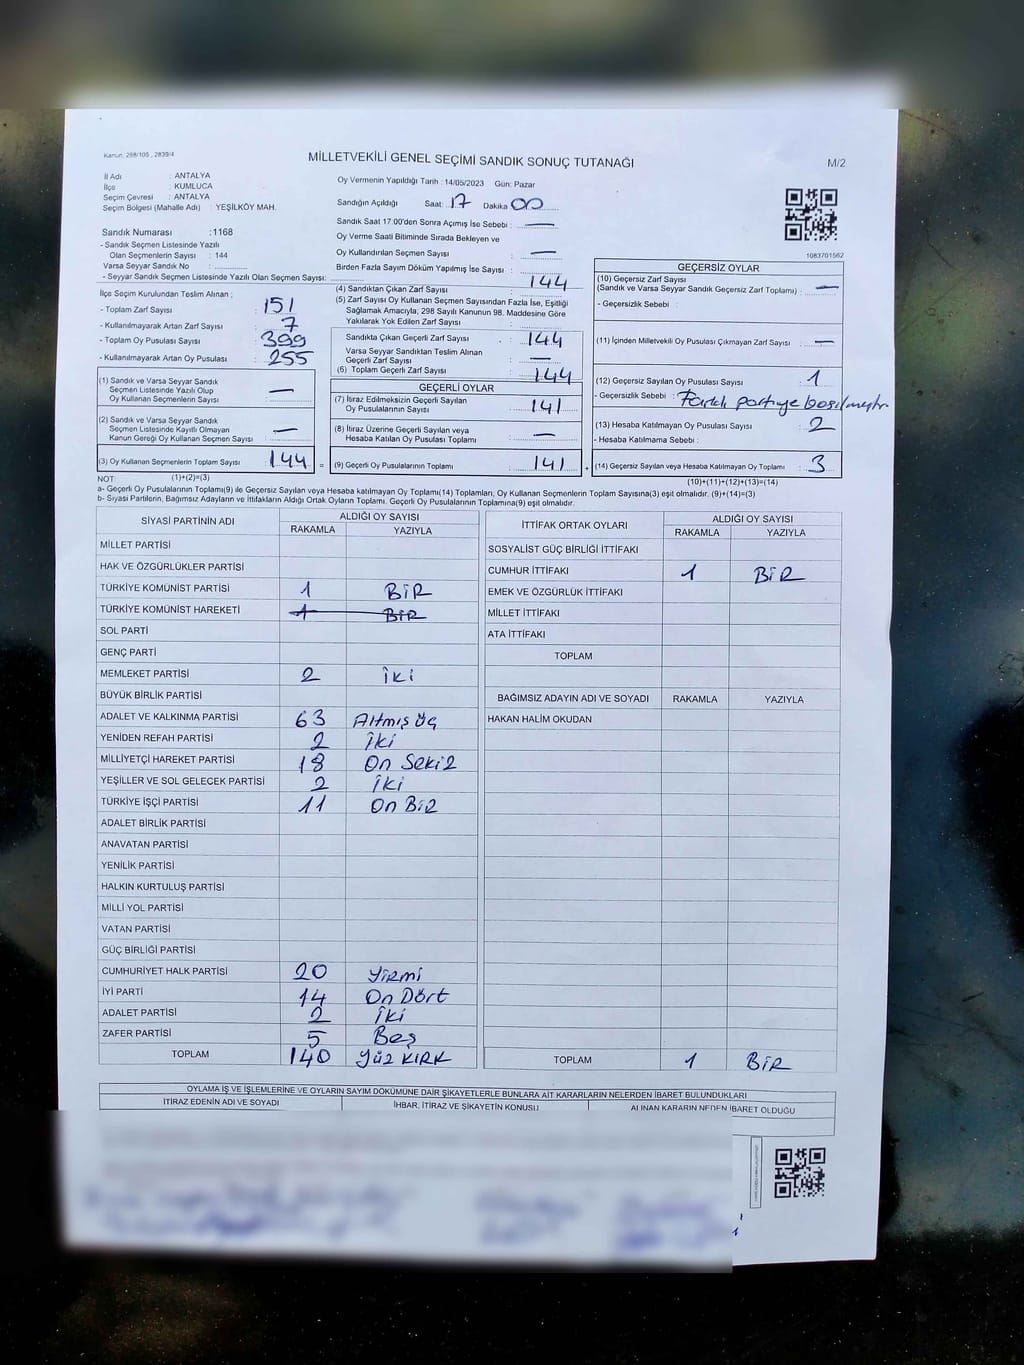 Kanun: 298/105 , 2839/4
MİLLETVEKİLİ GENEL SEÇİMİ SANDIK SONUÇ TUTANAĞI
M/2
İl Adı : ANTALYA
İlçe : KUMLUCA
Seçim Çevresi : ANTALYA
Seçim Bölgesi (Mahalle Adı) : YEŞİLKÖY MAH.
Oy Vermenin Yapıldığı Tarih : 14/05/2023 Gün: Pazar
Sandığın Açıldığı Saat: 17 Dakika 00
Sandık Saat 17.00'den Sonra Açımış İse Sebebi : —
Oy Verme Saati Bitiminde Sırada Bekleyen ve
Oy Kullandırılan Seçmen Sayısı : —
Birden Fazla Sayım Döküm Yapılmış İse Sayısı :
Sandık Numarası :1168
- Sandık Seçmen Listesinde Yazılı
Olan Seçmenlerin Sayısı : 144
Varsa Seyyar Sandık No :
- Seyyar Sandık Seçmen Listesinde Yazılı Olan Seçmen Sayısı:
1083701562
İlçe Seçim Kurulundan Teslim Alınan ;
- Toplam Zarf Sayısı : 151
- Kullanılmayarak Artan Zarf Sayısı : 7
- Toplam Oy Pusulası Sayısı : 399
- Kullanılmayarak Artan Oy Pusulası : 255
(4) Sandıktan Çıkan Zarf Sayısı : 144
(5) Zarf Sayısı Oy Kullanan Seçmen Sayısından Fazla İse, Eşitliği
Sağlamak Amacıyla; 298 Sayılı Kanunun 98. Maddesine Göre
Yakılarak Yok Edilen Zarf Sayısı :
Sandıkta Çıkan Geçerli Zarf Sayısı : 144
Varsa Seyyar Sandıktan Teslim Alınan
Geçerli Zarf Sayısı : —
(6) Toplam Geçerli Zarf Sayısı : 144
GEÇERSİZ OYLAR
(10) Geçersiz Zarf Sayısı
(Sandık ve Varsa Seyyar Sandık Geçersiz Zarf Toplamı) : —
- Geçersizlik Sebebi :
(11) İçinden Milletvekili Oy Pusulası Çıkmayan Zarf Sayısı : —
(12) Geçersiz Sayılan Oy Pusulası Sayısı : 1
- Geçersizlik Sebebi : Farklı partiye basılmıştır
(13) Hesaba Katılmayan Oy Pusulası Sayısı : 2
- Hesaba Katılmama Sebebi :
(14) Geçersiz Sayılan veya Hesaba Katılmayan Oy Toplamı : 3
(10)+(11)+(12)+(13)=(14)
(1) Sandık ve Varsa Seyyar Sandık
Seçmen Listesinde Yazılı Olup
Oy Kullanan Seçmenlerin Sayısı : —
(2) Sandık ve Varsa Seyyar Sandık
Seçmen Listesinde Kayıtlı Olmayan
Kanun Gereği Oy Kullanan Seçmen Sayısı : —
(3) Oy Kullanan Seçmenlerin Toplam Sayısı : 144 =
(1)+(2)=(3)
GEÇERLİ OYLAR
(7) İtiraz Edilmeksizin Geçerli Sayılan
Oy Pusulalarının Sayısı : 141
(8) İtiraz Üzerine Geçerli Sayılan veya
Hesaba Katılan Oy Pusulası Toplamı : —
(9) Geçerli Oy Pusulalarının Toplamı : 141 +
NOT:
a- Geçerli Oy Pusulalarının Toplamı(9) ile Geçersiz Sayılan veya Hesaba katılmayan Oy Toplamı(14) Toplamları, Oy Kullanan Seçmenlerin Toplam Sayısına(3) eşit olmalıdır. (9)+(14)=(3)
b- Siyasi Partilerin, Bağımsız Adayların ve İttifakların Aldığı Ortak Oyların Toplamı. Geçerli Oy Pusulalarının Toplamına(9) eşit olmalıdır.
SİYASİ PARTİNİN ADI ALDIĞI OY SAYISI
RAKAMLA YAZIYLA
MİLLET PARTİSİ
HAK VE ÖZGÜRLÜKLER PARTİSİ
TÜRKİYE KOMÜNİST PARTİSİ 1 BİR
TÜRKİYE KOMÜNİST HAREKETİ 1 BİR
SOL PARTİ
GENÇ PARTİ
MEMLEKET PARTİSİ 2 İki
BÜYÜK BİRLİK PARTİSİ
ADALET VE KALKINMA PARTİSİ 63 Altmış Üç
YENİDEN REFAH PARTİSİ 2 İki
MİLLİYETÇİ HAREKET PARTİSİ 18 On Sekiz
YEŞİLLER VE SOL GELECEK PARTİSİ 2 İki
TÜRKİYE İŞÇİ PARTİSİ 11 On Bir
ADALET BİRLİK PARTİSİ
ANAVATAN PARTİSİ
YENİLİK PARTİSİ
HALKIN KURTULUŞ PARTİSİ
MİLLİ YOL PARTİSİ
VATAN PARTİSİ
GÜÇ BİRLİĞİ PARTİSİ
CUMHURİYET HALK PARTİSİ 20 Yirmi
İYİ PARTİ 14 On Dört
ADALET PARTİSİ 2 İki
ZAFER PARTİSİ 5 Beş
TOPLAM 140 Yüz KIRK
İTTİFAK ORTAK OYLARI ALDIĞI OY SAYISI
RAKAMLA YAZIYLA
SOSYALİST GÜÇ BİRLİĞİ İTTİFAKI
CUMHUR İTTİFAKI 1 BİR
EMEK VE ÖZGÜRLÜK İTTİFAKI
MİLLET İTTİFAKI
ATA İTTİFAKI
TOPLAM
BAĞIMSIZ ADAYIN ADI VE SOYADI RAKAMLA YAZIYLA
HAKAN HALİM OKUDAN
TOPLAM 1 BİR
OYLAMA İŞ VE İŞLEMLERİNE VE OYLARIN SAYIM DÖKÜMÜNE DAİR ŞİKAYETLERLE BUNLARA AİT KARARLARIN NELERDEN İBARET BULUNDUKLARI
İTİRAZ EDENİN ADI VE SOYADI İHBAR, İTİRAZ VE ŞİKAYETİN KONUSU ALINAN KARARIN NEDEN İBARET OLDUĞU